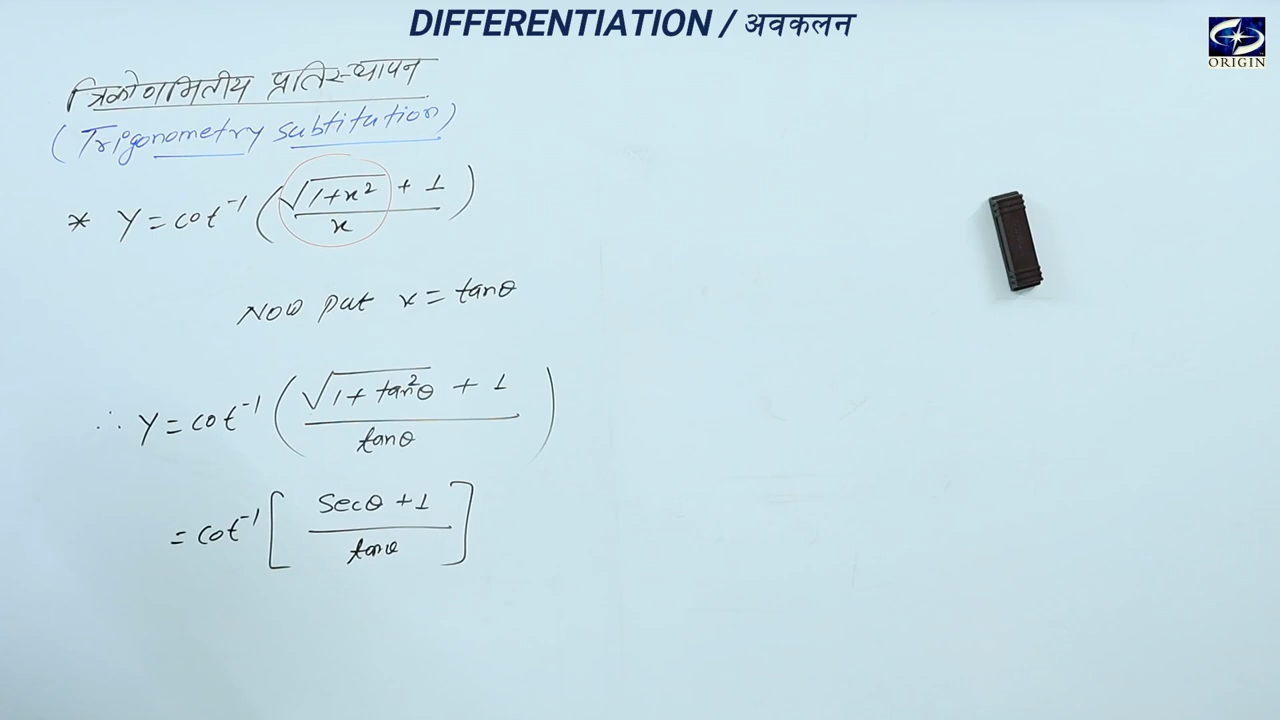 DIFFERENTIATION / अवकलन
ORIGIN
त्रिकोणमितीय प्रतिस्थापन
(Trigonometry subtitution)
* Y = cot⁻¹ ( (√(1+x²) + 1) / x )
Now put x = tanθ
∴ Y = cot⁻¹ ( (√(1+tan²θ) + 1) / tanθ )
= cot⁻¹ [ (secθ + 1) / tanθ ]